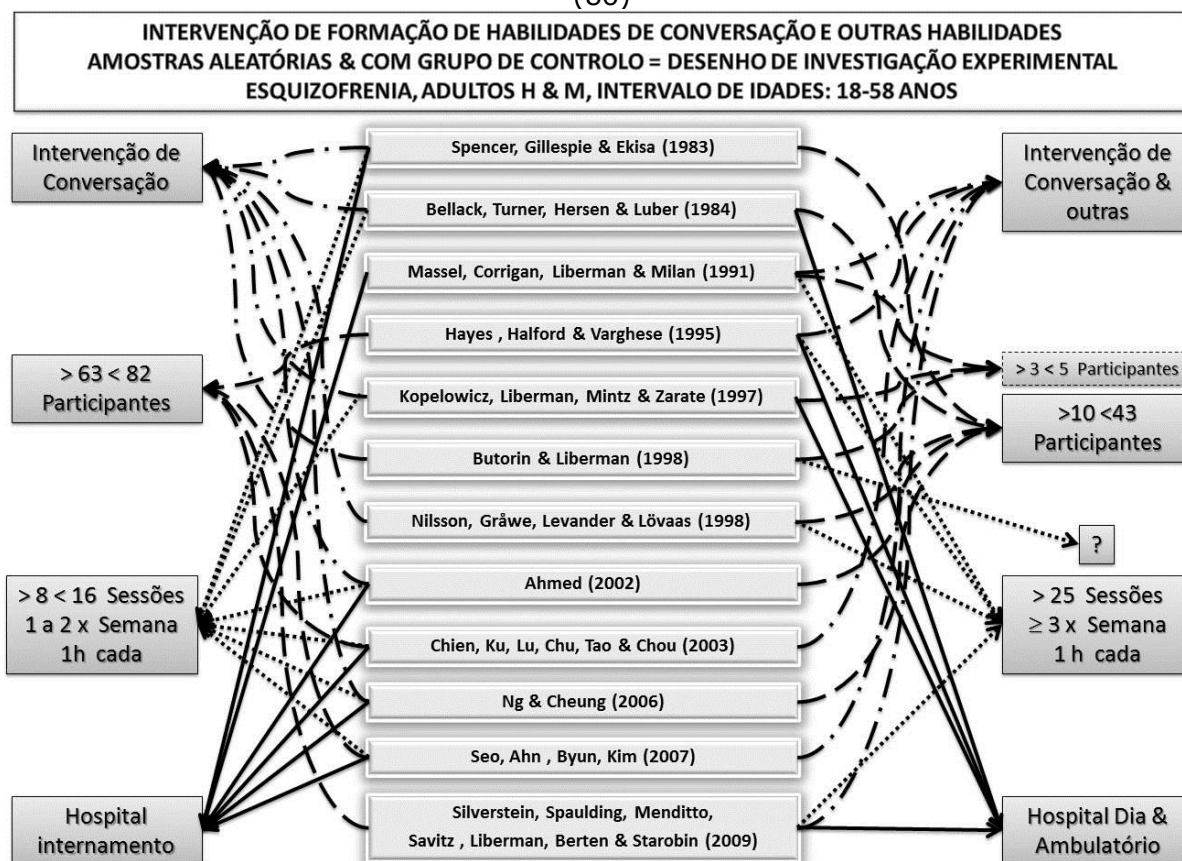 INTERVENÇÃO DE FORMAÇÃO DE HABILIDADES DE CONVERSAÇÃO E OUTRAS HABILIDADES
AMOSTRAS ALEATÓRIAS & COM GRUPO DE CONTROLO = DESENHO DE INVESTIGAÇÃO EXPERIMENTAL
ESQUIZOFRENIA, ADULTOS H & M, INTERVALO DE IDADES: 18-58 ANOS
Intervenção de
Conversação
> 63 < 82
Participantes
> 8 < 16 Sessões
1 a 2 x Semana
1h cada
Hospital
internamento
Spencer, Gillespie & Ekisa (1983)
Bellack, Turner, Hersen & Luber (1984)
Massel, Corrigan, Liberman & Milan (1991)
Hayes , Halford & Varghese (1995)
Kopelowicz, Liberman, Mintz & Zarate (1997)
Butorin & Liberman (1998)
Nilsson, Gråwe, Levander & Lövaas (1998)
Ahmed (2002)
Chien, Ku, Lu, Chu, Tao & Chou (2003)
Ng & Cheung (2006)
Seo, Ahn , Byun, Kim (2007)
Silverstein, Spaulding, Menditto,
Savitz , Liberman, Berten & Starobin (2009)
Intervenção de
Conversação &
outras
> 3 < 5 Participantes
>10 <43
Participantes
?
> 25 Sessões
≥ 3 x Semana
1 h cada
Hospital Dia &
Ambulatório